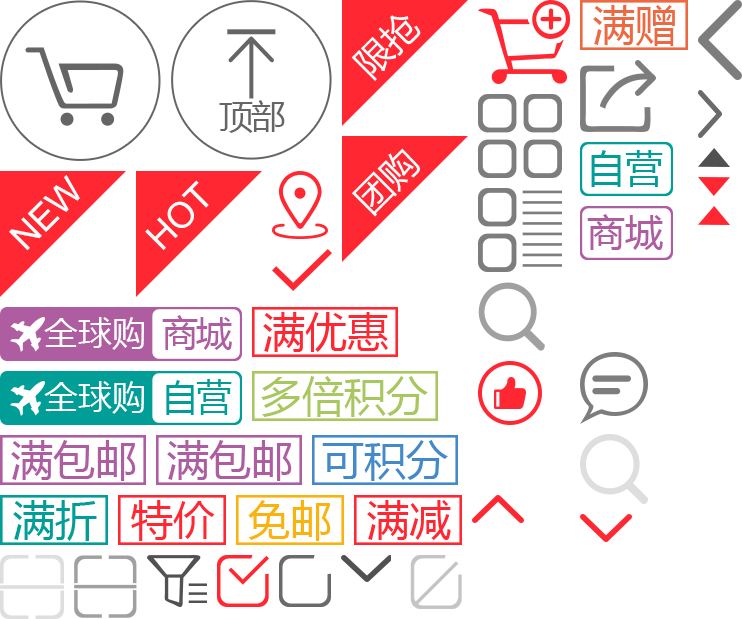 顶部
限抢
满赠
自营
商城
NEW
HOT
团购
全球购 商城
满优惠
全球购 自营
多倍积分
满包邮
满包邮
可积分
满折
特价
免邮
满减